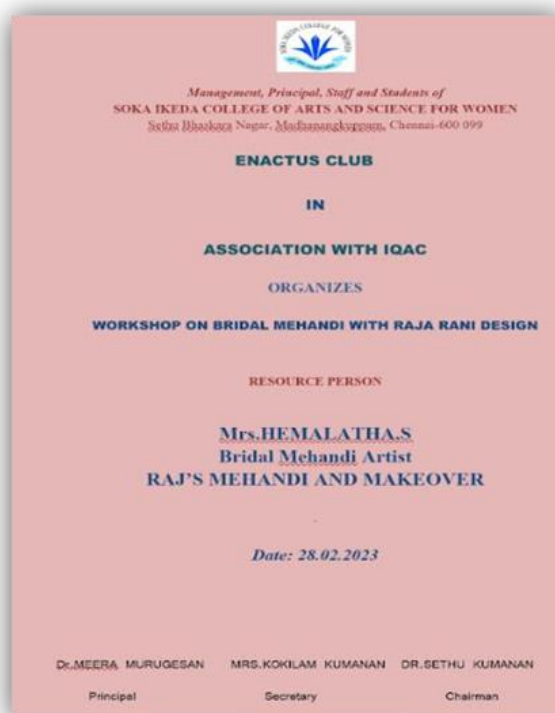 Management, Principal, Staff and Students of
SOKA IKEDA COLLEGE OF ARTS AND SCIENCE FOR WOMEN
Sethu Bhaskara Nagar, Madhanangkuppam, Chennai-600 099
ENACTUS CLUB
IN
ASSOCIATION WITH IQAC
ORGANIZES
WORKSHOP ON BRIDAL MEHANDI WITH RAJA RANI DESIGN
RESOURCE PERSON
Mrs.HEMALATHA.S
Bridal Mehandi Artist
RAJ'S MEHANDI AND MAKEOVER
Date: 28.02.2023
Dr.MEERA MURUGESAN MRS.KOKILAM KUMANAN DR.SETHU KUMANAN
Principal Secretary Chairman